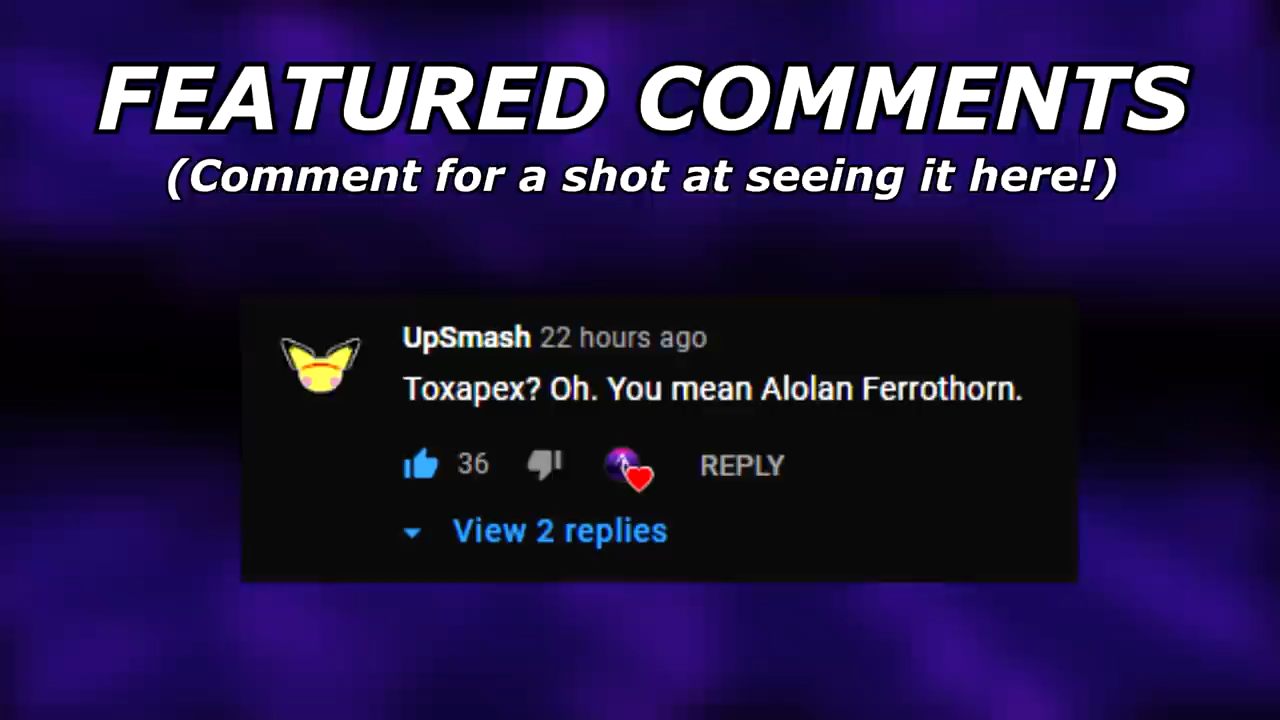 FEATURED COMMENTS
(Comment for a shot at seeing it here!)
UpSmash 22 hours ago
Toxapex? Oh. You mean Alolan Ferrothorn.
36 REPLY
View 2 replies